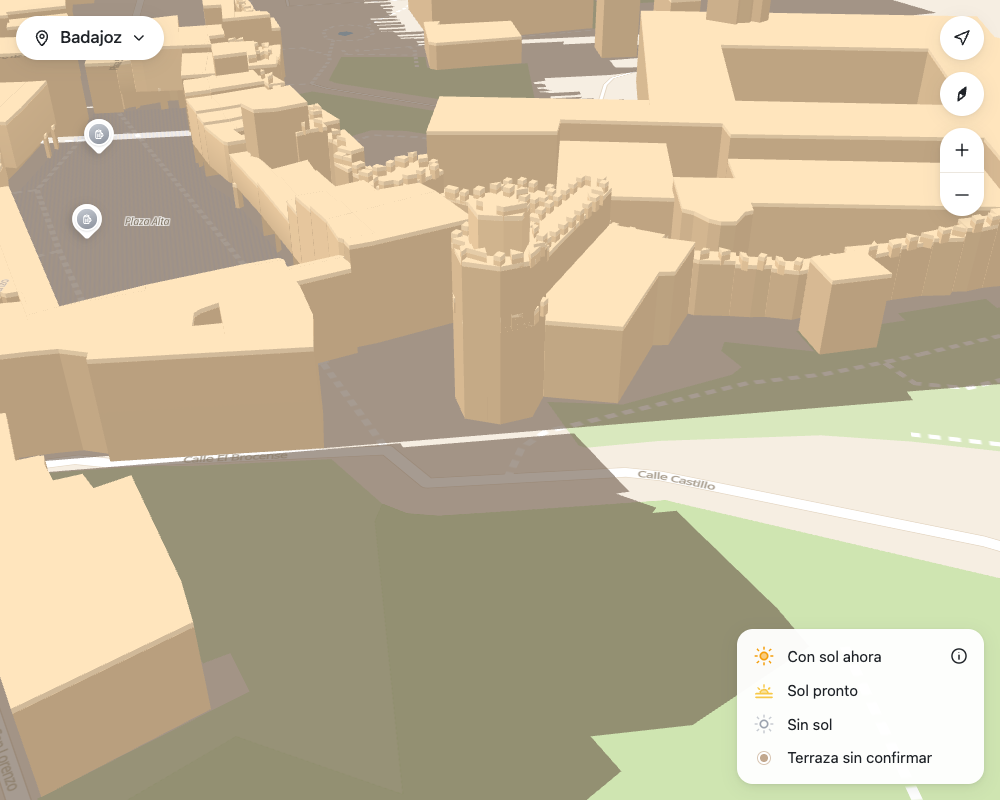 Badajoz
Plaza Alta
Calle Castillo
Con sol ahora
Sol pronto
Sin sol
Terraza sin confirmar